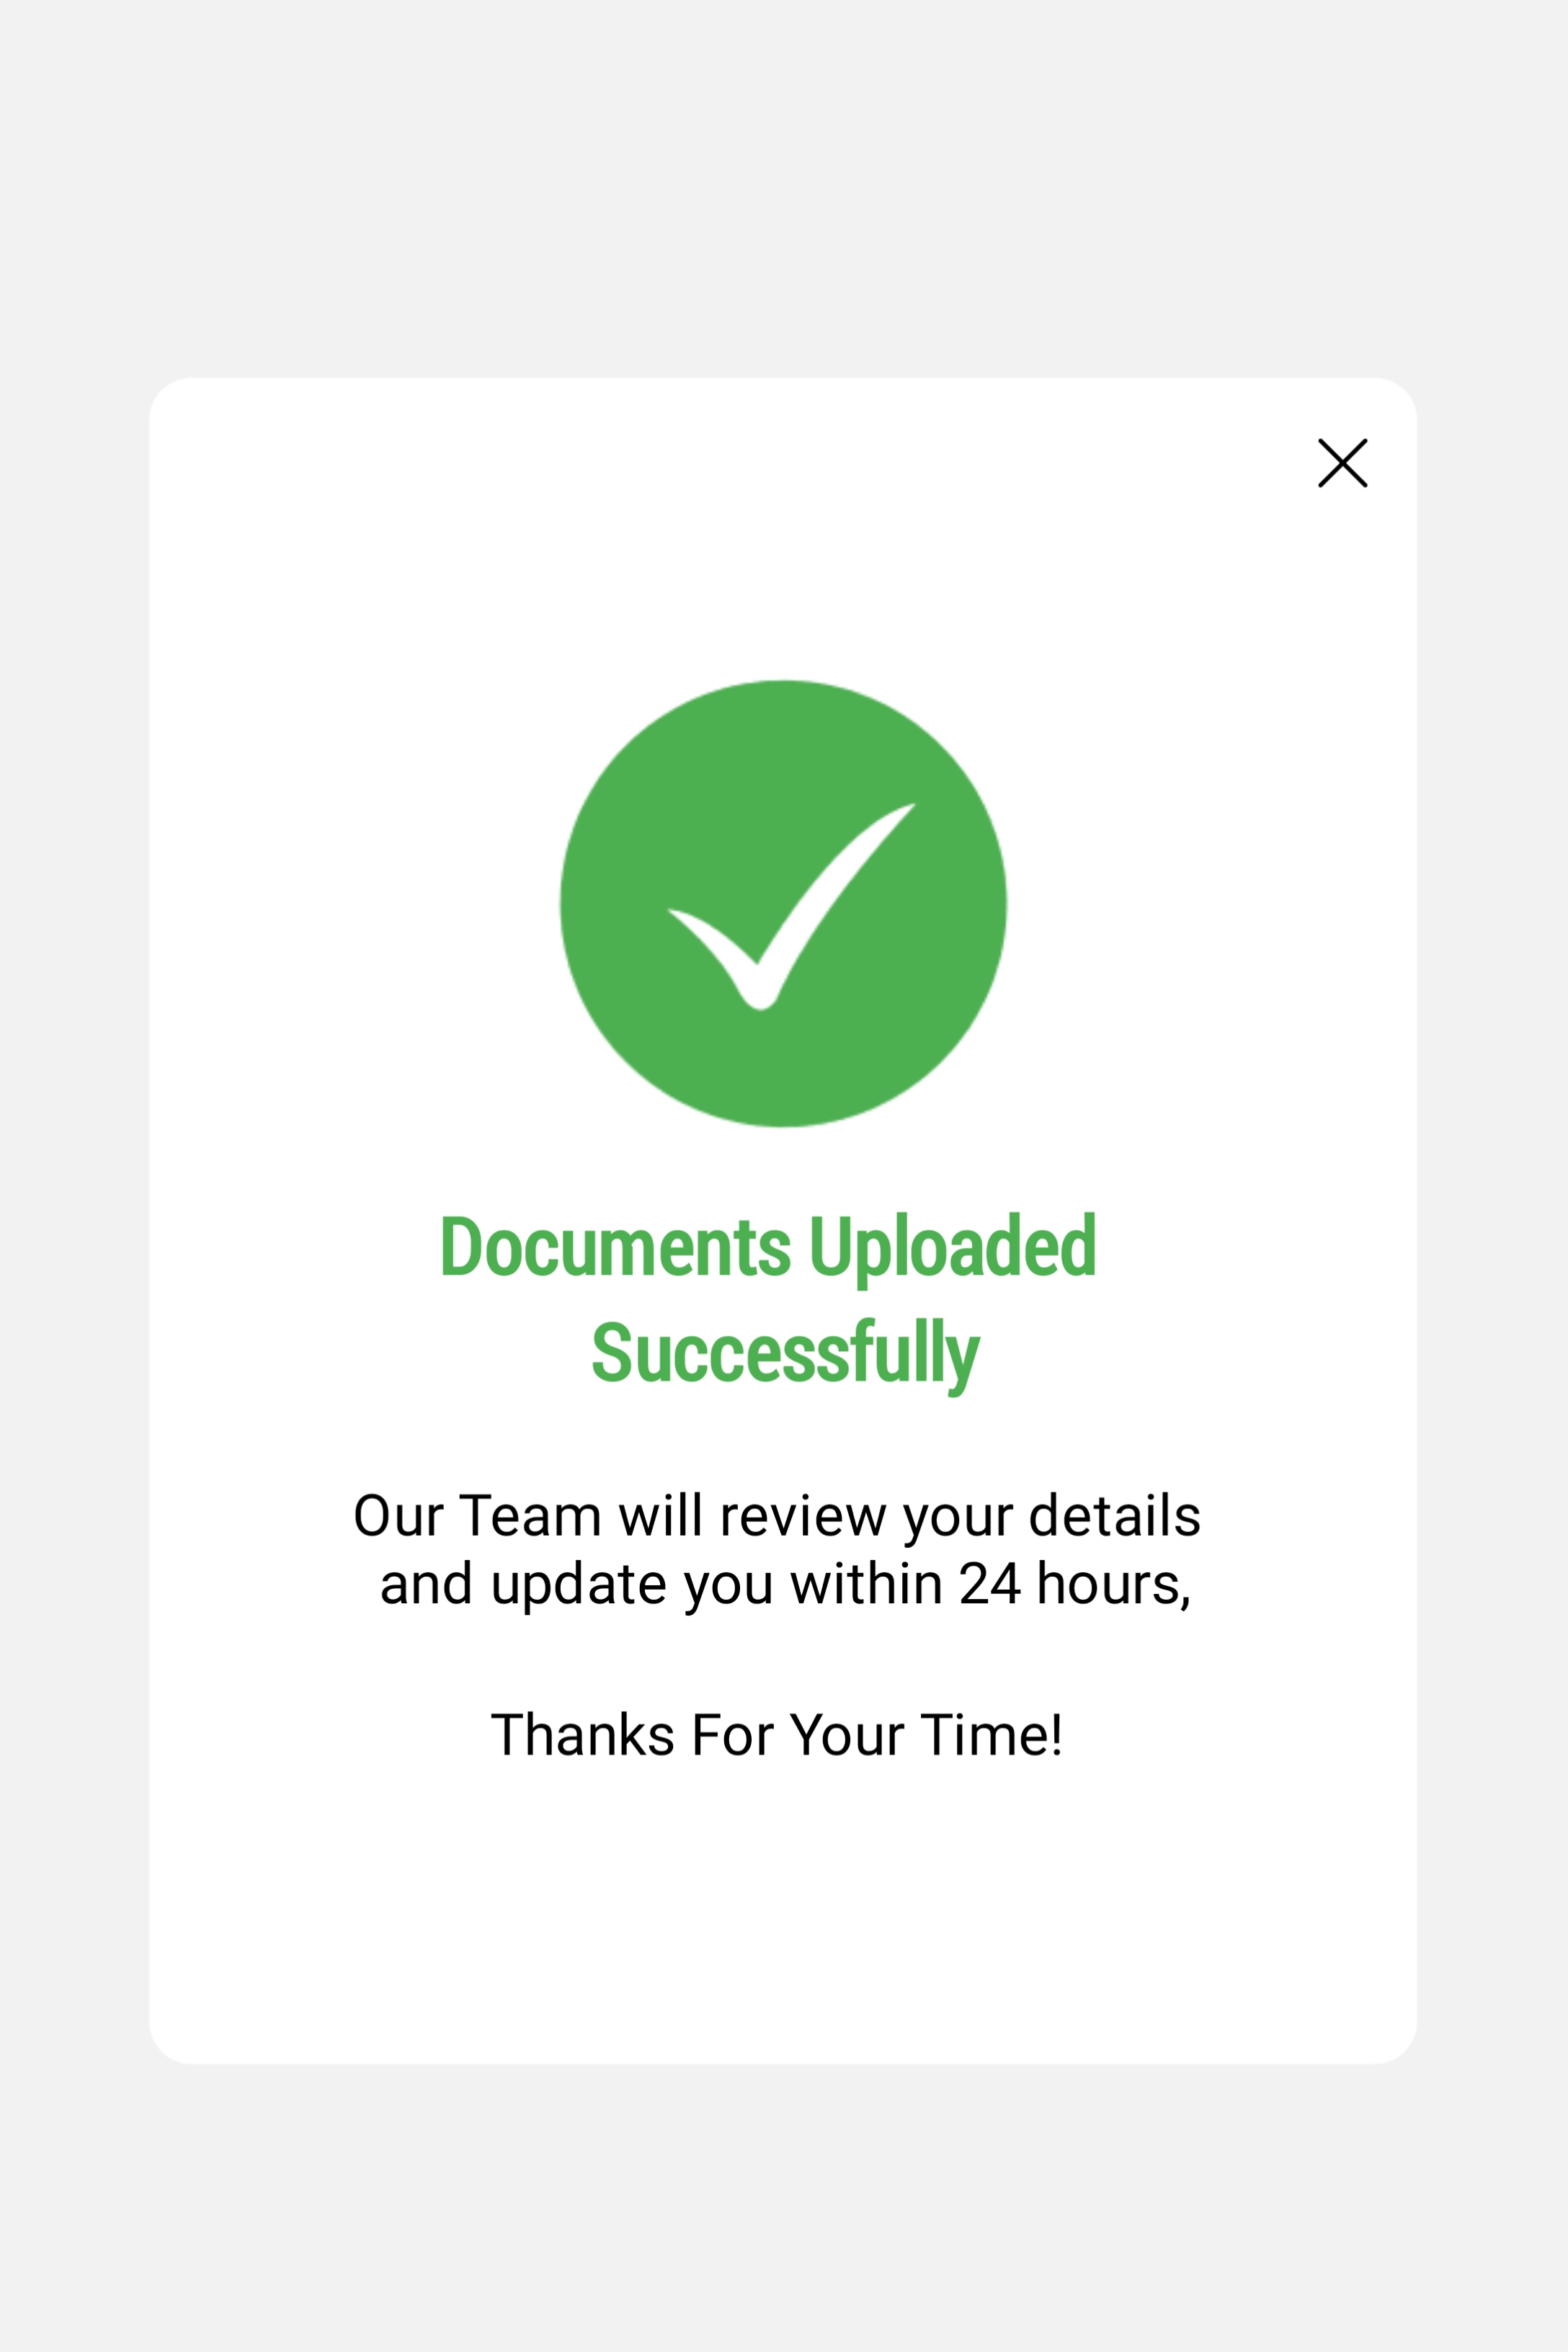 Documents Uploaded
Successfully
Our Team will review your details
and update you within 24 hours,
Thanks For Your Time!